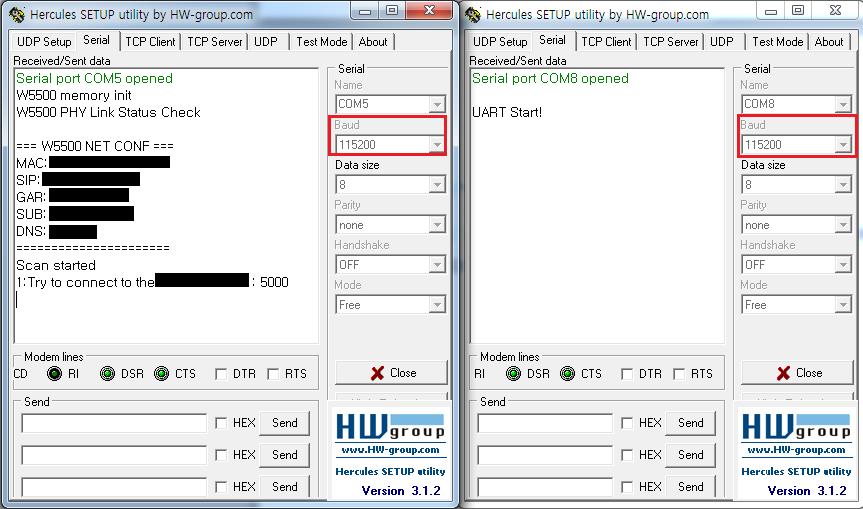 Hercules SETUP utility by HW-group.com
UDP Setup Serial TCP Client TCP Server UDP Test Mode About
Received/Sent data
Serial port COM5 opened
W5500 memory init
W5500 PHY Link Status Check
=== W5500 NET CONF ===
MAC:
SIP:
GAR:
SUB:
DNS:
======================
Scan started
1:Try to connect to the : 5000
Serial
Name
COM5
Baud
115200
Data size
8
Parity
none
Handshake
OFF
Mode
Free
Modem lines
CD RI DSR CTS DTR RTS
Close
Send
HEX Send
HEX Send
HEX Send
HW group
www.HW-group.com
Hercules SETUP utility
Version 3.1.2
Hercules SETUP utility by HW-group.com
UDP Setup Serial TCP Client TCP Server UDP Test Mode About
Received/Sent data
Serial port COM8 opened
UART Start!
Serial
Name
COM8
Baud
115200
Data size
8
Parity
none
Handshake
OFF
Mode
Free
Modem lines
RI DSR CTS DTR RTS
Close
Send
HEX Send
HEX Send
HEX Send
HW group
www.HW-group.com
Hercules SETUP utility
Version 3.1.2